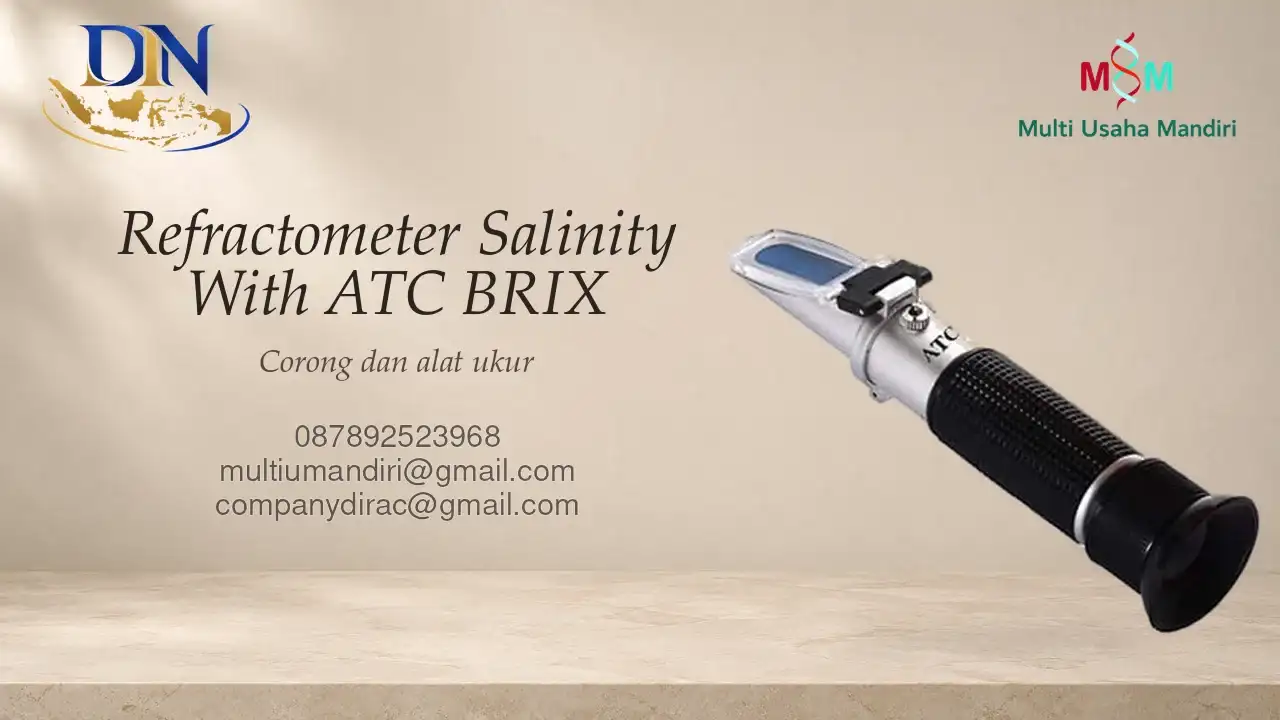 DN
MSM
Multi Usaha Mandiri
Refractometer Salinity
With ATC BRIX
Corong dan alat ukur
087892523968
multiumandiri@gmail.com
companydirac@gmail.com
ATC